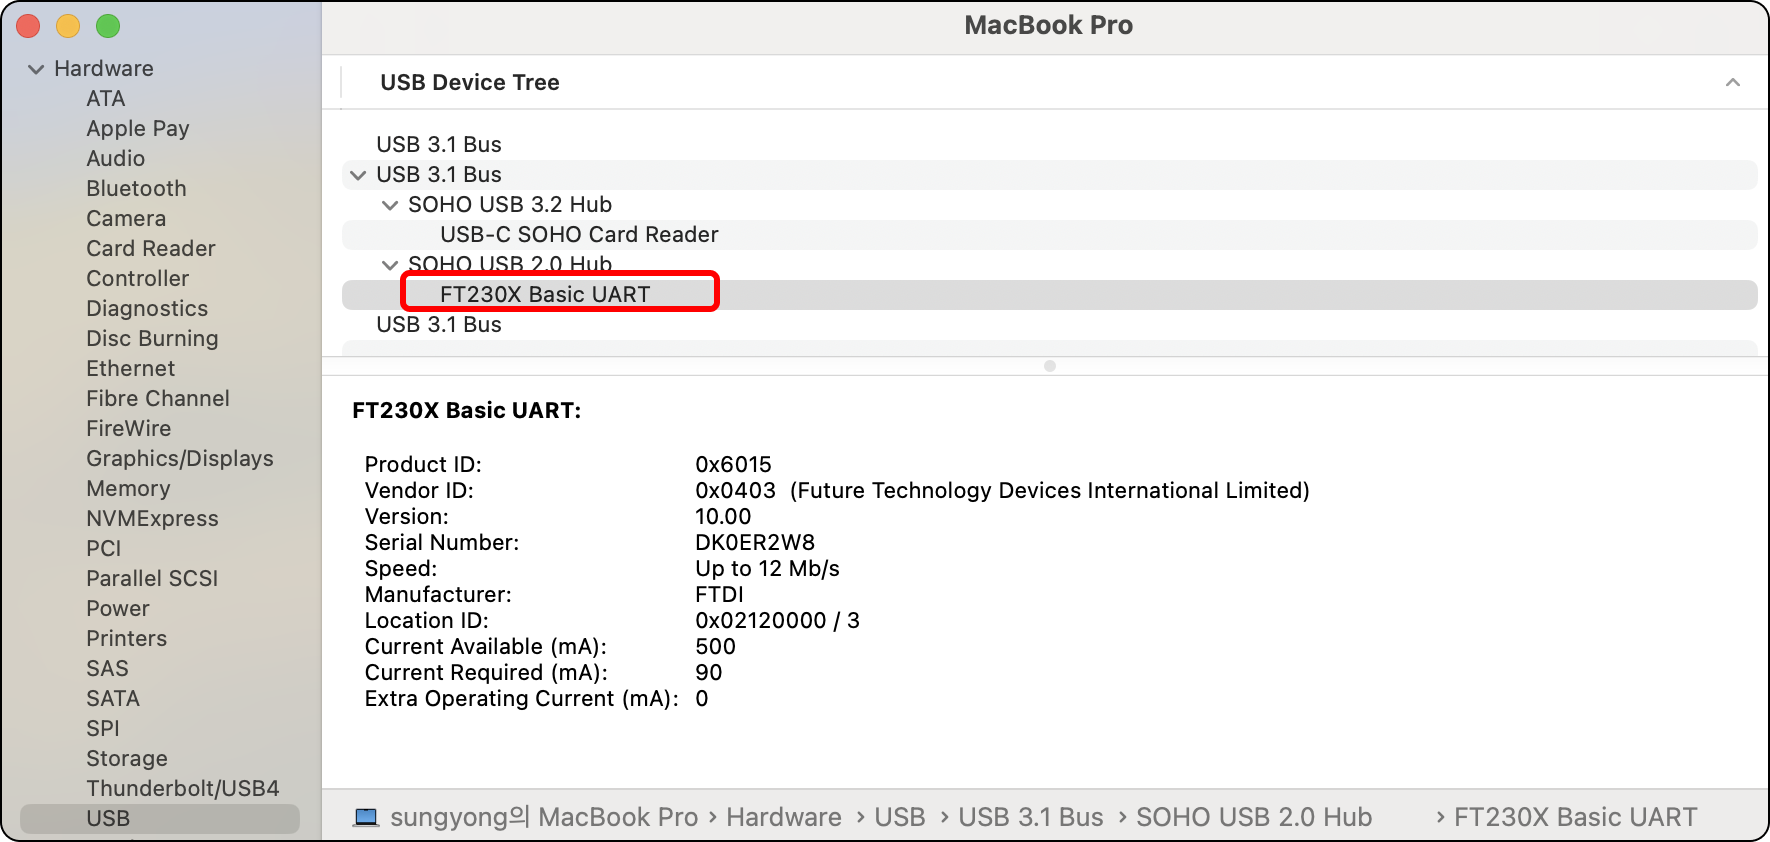 MacBook Pro
Hardware
ATA
Apple Pay
Audio
Bluetooth
Camera
Card Reader
Controller
Diagnostics
Disc Burning
Ethernet
Fibre Channel
FireWire
Graphics/Displays
Memory
NVMExpress
PCI
Parallel SCSI
Power
Printers
SAS
SATA
SPI
Storage
Thunderbolt/USB4
USB
USB Device Tree
USB 3.1 Bus
USB 3.1 Bus
SOHO USB 3.2 Hub
USB-C SOHO Card Reader
SOHO USB 2.0 Hub
FT230X Basic UART
USB 3.1 Bus
FT230X Basic UART:
Product ID: 0x6015
Vendor ID: 0x0403 (Future Technology Devices International Limited)
Version: 10.00
Serial Number: DK0ER2W8
Speed: Up to 12 Mb/s
Manufacturer: FTDI
Location ID: 0x02120000 / 3
Current Available (mA): 500
Current Required (mA): 90
Extra Operating Current (mA): 0
sungyong의 MacBook Pro › Hardware › USB › USB 3.1 Bus › SOHO USB 2.0 Hub › FT230X Basic UART